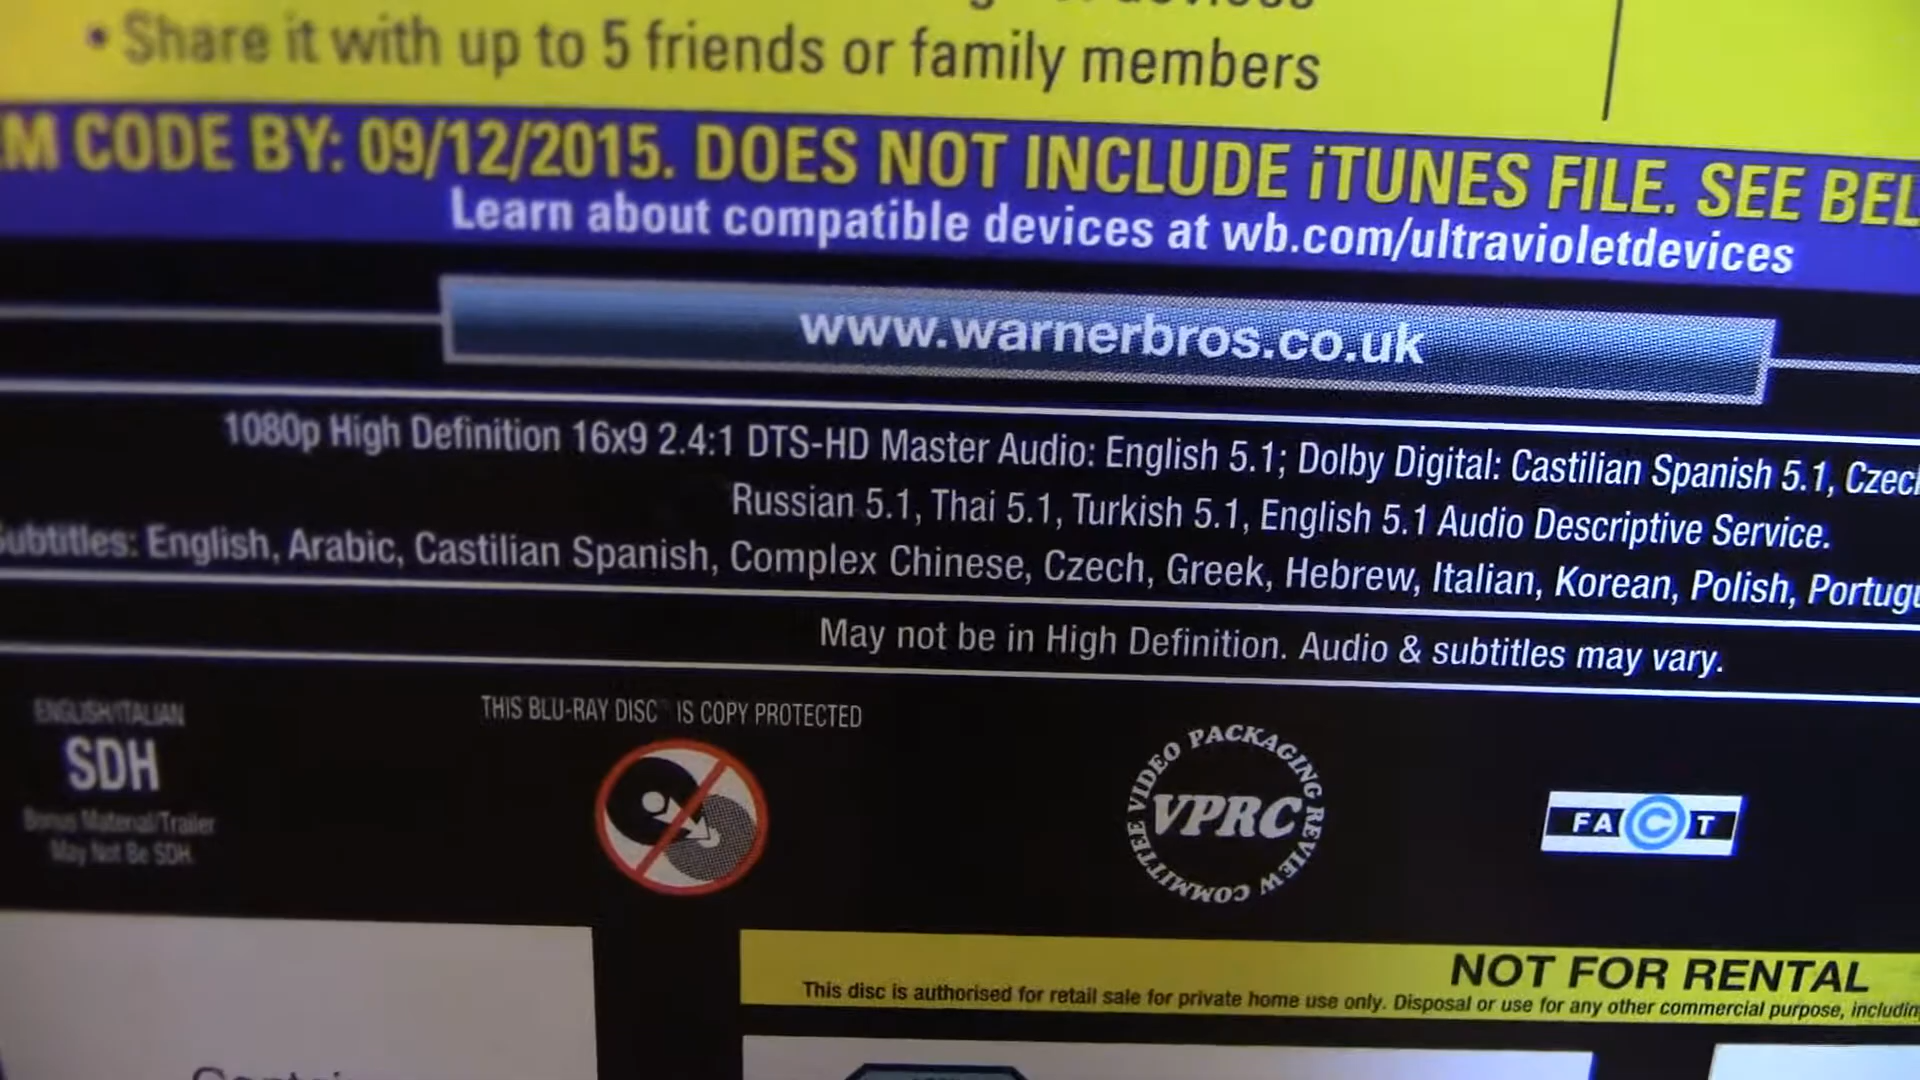 • Share it with up to 5 friends or family members
EM CODE BY: 09/12/2015. DOES NOT INCLUDE iTUNES FILE. SEE BEL
Learn about compatible devices at wb.com/ultravioletdevices
www.warnerbros.co.uk
1080p High Definition 16x9 2.4:1 DTS-HD Master Audio: English 5.1; Dolby Digital: Castilian Spanish 5.1, Czech
Russian 5.1, Thai 5.1, Turkish 5.1, English 5.1 Audio Descriptive Service.
Subtitles: English, Arabic, Castilian Spanish, Complex Chinese, Czech, Greek, Hebrew, Italian, Korean, Polish, Portugu
May not be in High Definition. Audio & subtitles may vary.
ENGLISH/ITALIAN
SDH
Bonus Material/Trailer
May Not Be SDH.
THIS BLU-RAY DISC™ IS COPY PROTECTED
VIDEO PACKAGING REVIEW COMMITTEE
VPRC
FACT
NOT FOR RENTAL
This disc is authorised for retail sale for private home use only. Disposal or use for any other commercial purpose, includin